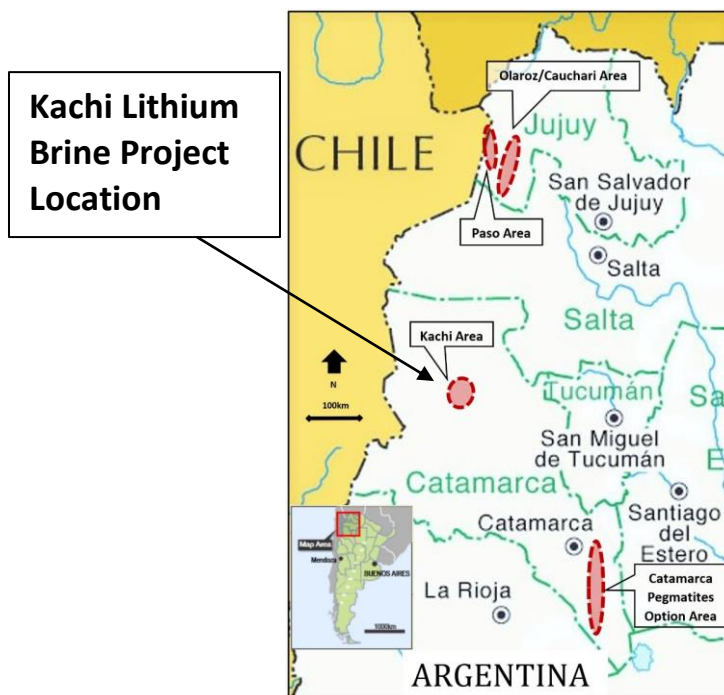 Kachi Lithium
Brine Project
Location
Olaroz/Cauchari Area
CHILE
Jujuy
San Salvador
de Jujuy
Paso Area
Salta
Salta
Kachi Area
N
100km
Tucumán
Sa
San Miguel
de Tucumán
E
Catamarca
Santiago
del
Estero
Catamarca
Map Area
Mendoza
BUENOS AIRES
1000km
La Rioja
Catamarca
Pegmatites
Option Area
ARGENTINA